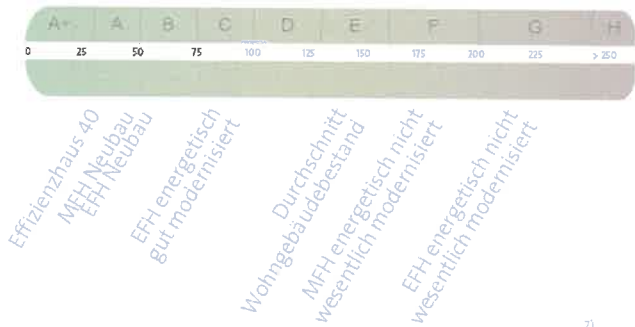 A+ A B C D E F G H
0 25 50 75 100 125 150 175 200 225 > 250
Effizienzhaus 40
MFH Neubau
EFH Neubau
EFH energetisch
gut modernisiert
Durchschnitt
Wohngebäudebestand
MFH energetisch nicht
wesentlich modernisiert
EFH energetisch nicht
wesentlich modernisiert
7)